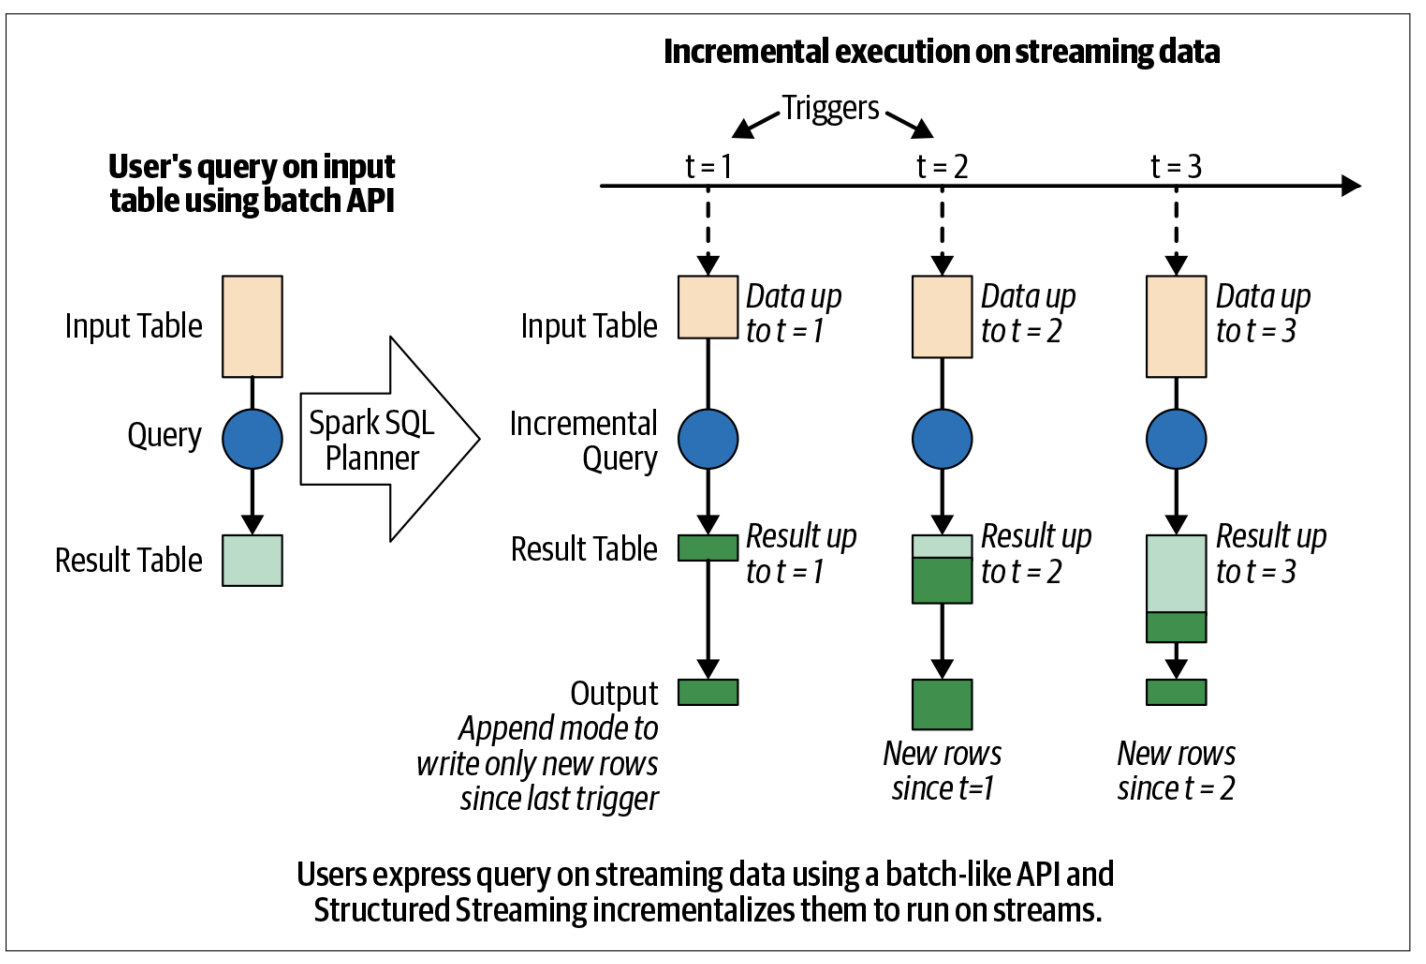 Incremental execution on streaming data
Triggers
User's query on input
table using batch API
t = 1
t = 2
t = 3
Input Table
Query
Result Table
Spark SQL
Planner
Input Table
Data up
to t = 1
Data up
to t = 2
Data up
to t = 3
Incremental
Query
Result Table
Result up
to t = 1
Result up
to t = 2
Result up
to t = 3
Output
Append mode to
write only new rows
since last trigger
New rows
since t=1
New rows
since t = 2
Users express query on streaming data using a batch-like API and
Structured Streaming incrementalizes them to run on streams.